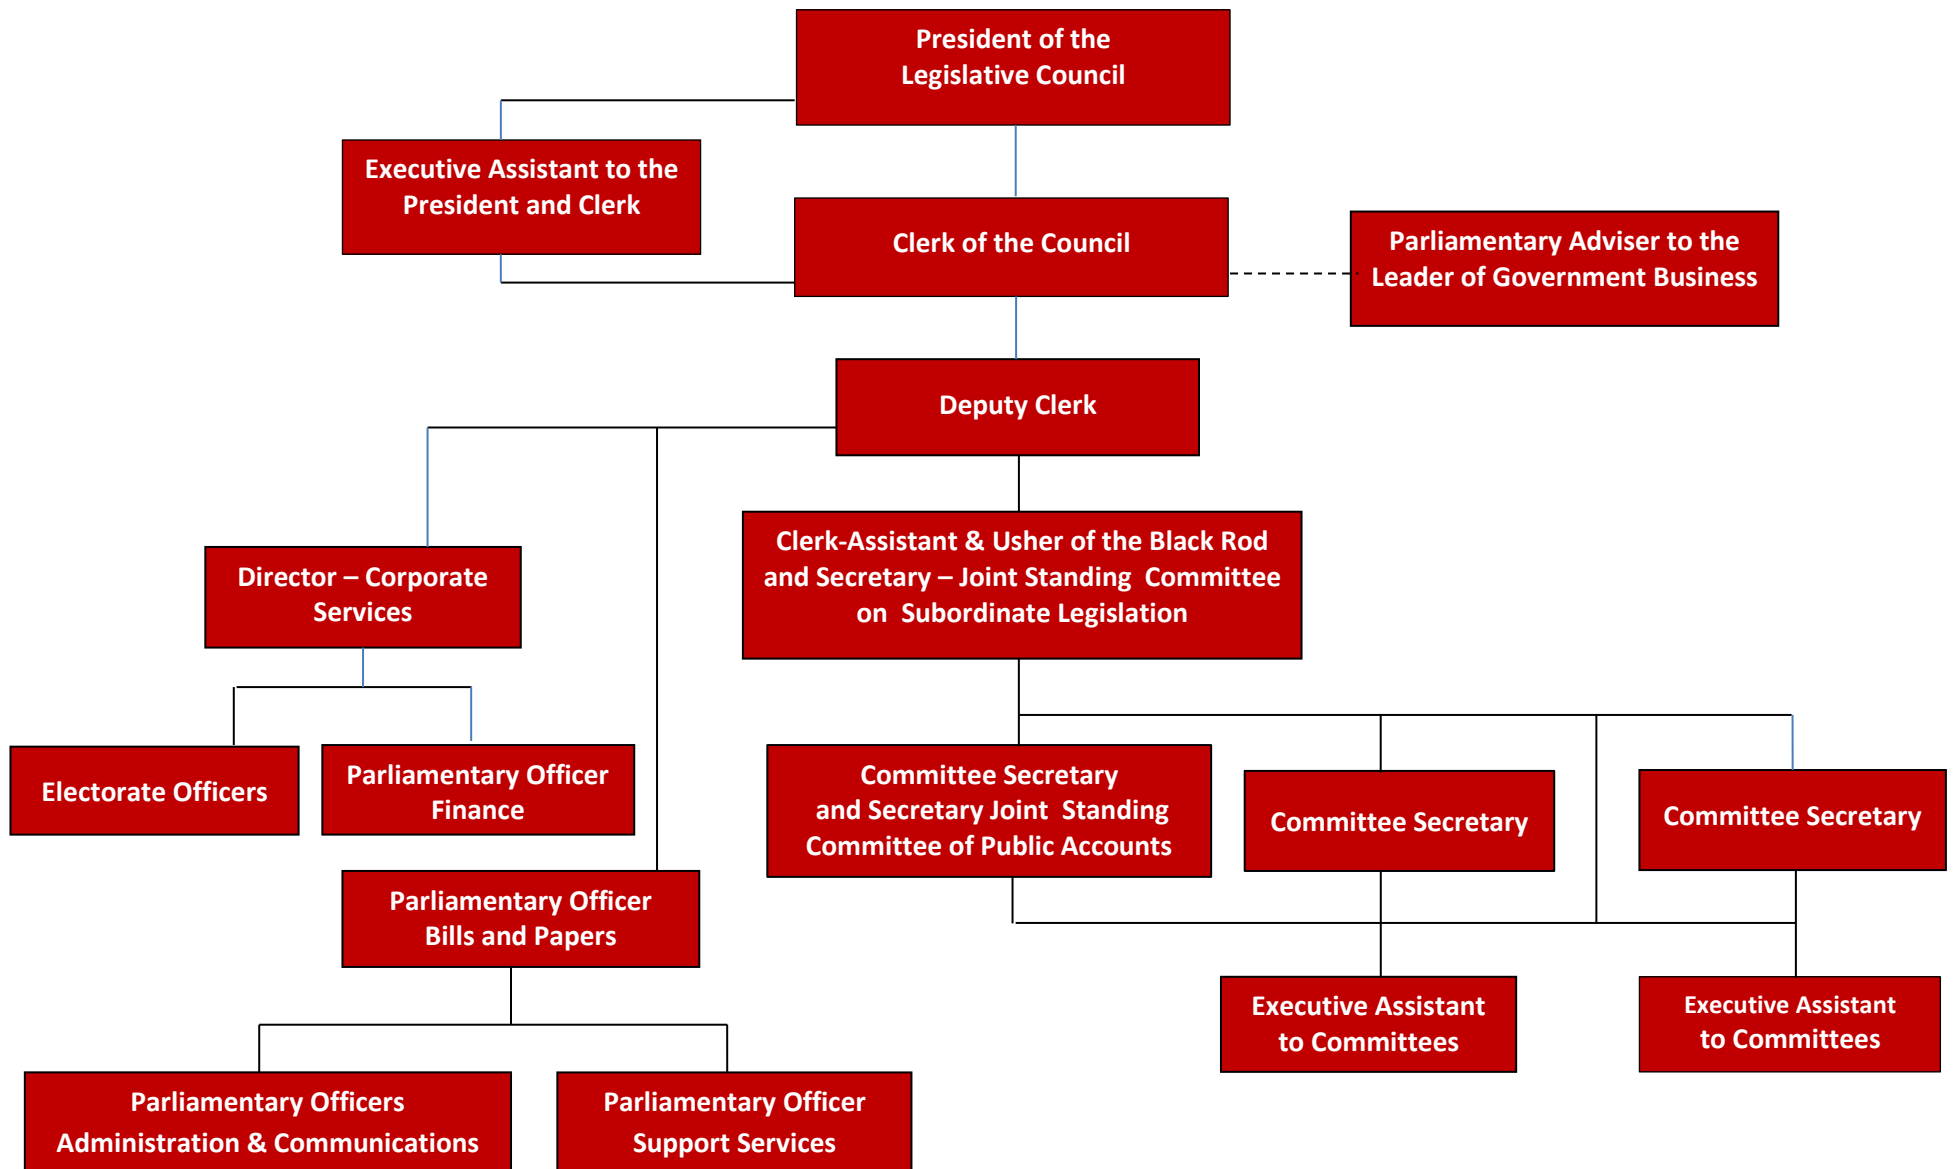 President of the
Legislative Council
Executive Assistant to the
President and Clerk
Clerk of the Council
Parliamentary Adviser to the
Leader of Government Business
Deputy Clerk
Director – Corporate
Services
Clerk-Assistant & Usher of the Black Rod
and Secretary – Joint Standing  Committee
on  Subordinate Legislation
Electorate Officers
Parliamentary Officer
Finance
Committee Secretary
and Secretary Joint  Standing
Committee of Public Accounts
Committee Secretary
Committee Secretary
Parliamentary Officer
Bills and Papers
Executive Assistant
to Committees
Executive Assistant
to Committees
Parliamentary Officers
Administration & Communications
Parliamentary Officer
Support Services